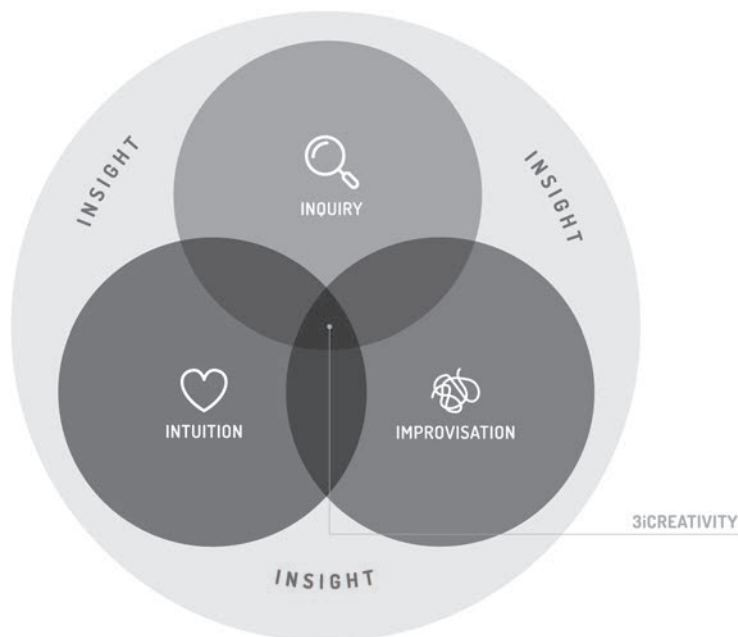 INSIGHT
INSIGHT
INQUIRY
INTUITION
IMPROVISATION
3iCREATIVITY
INSIGHT